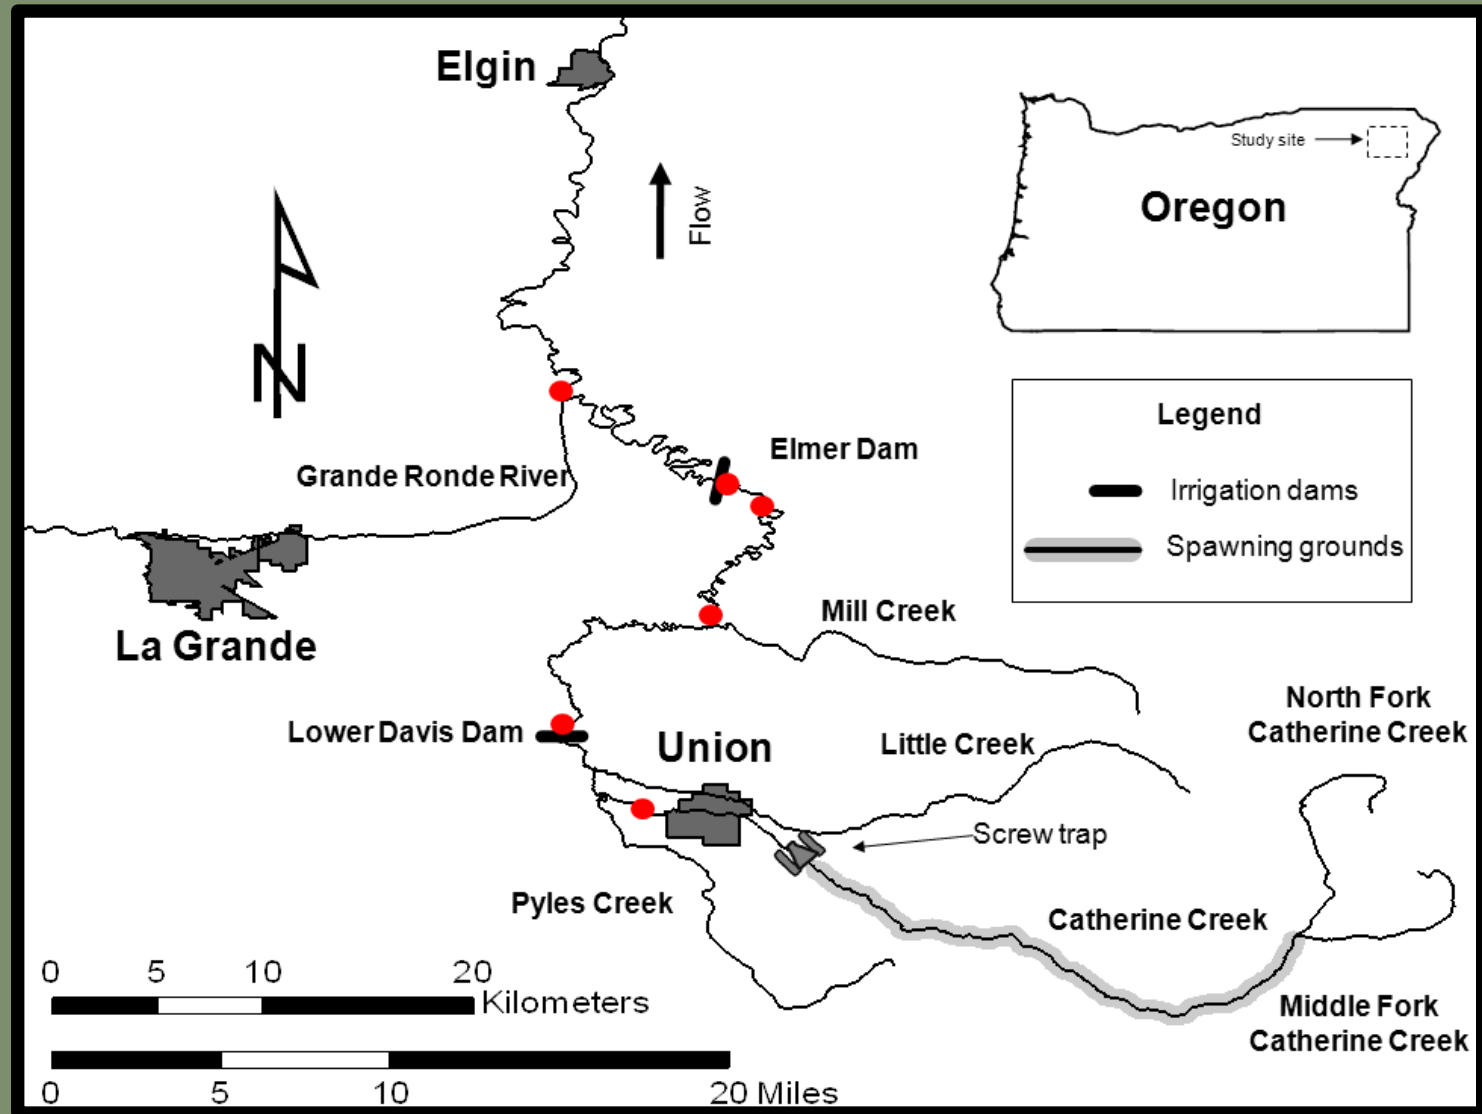 Elgin
Study site
Oregon
Flow
N
Legend
Irrigation dams
Spawning grounds
Elmer Dam
Grande Ronde River
La Grande
Mill Creek
North Fork
Catherine Creek
Lower Davis Dam
Union
Little Creek
Screw trap
Pyles Creek
Catherine Creek
Middle Fork
Catherine Creek
0 5 10 20
Kilometers
0 5 10 20 Miles